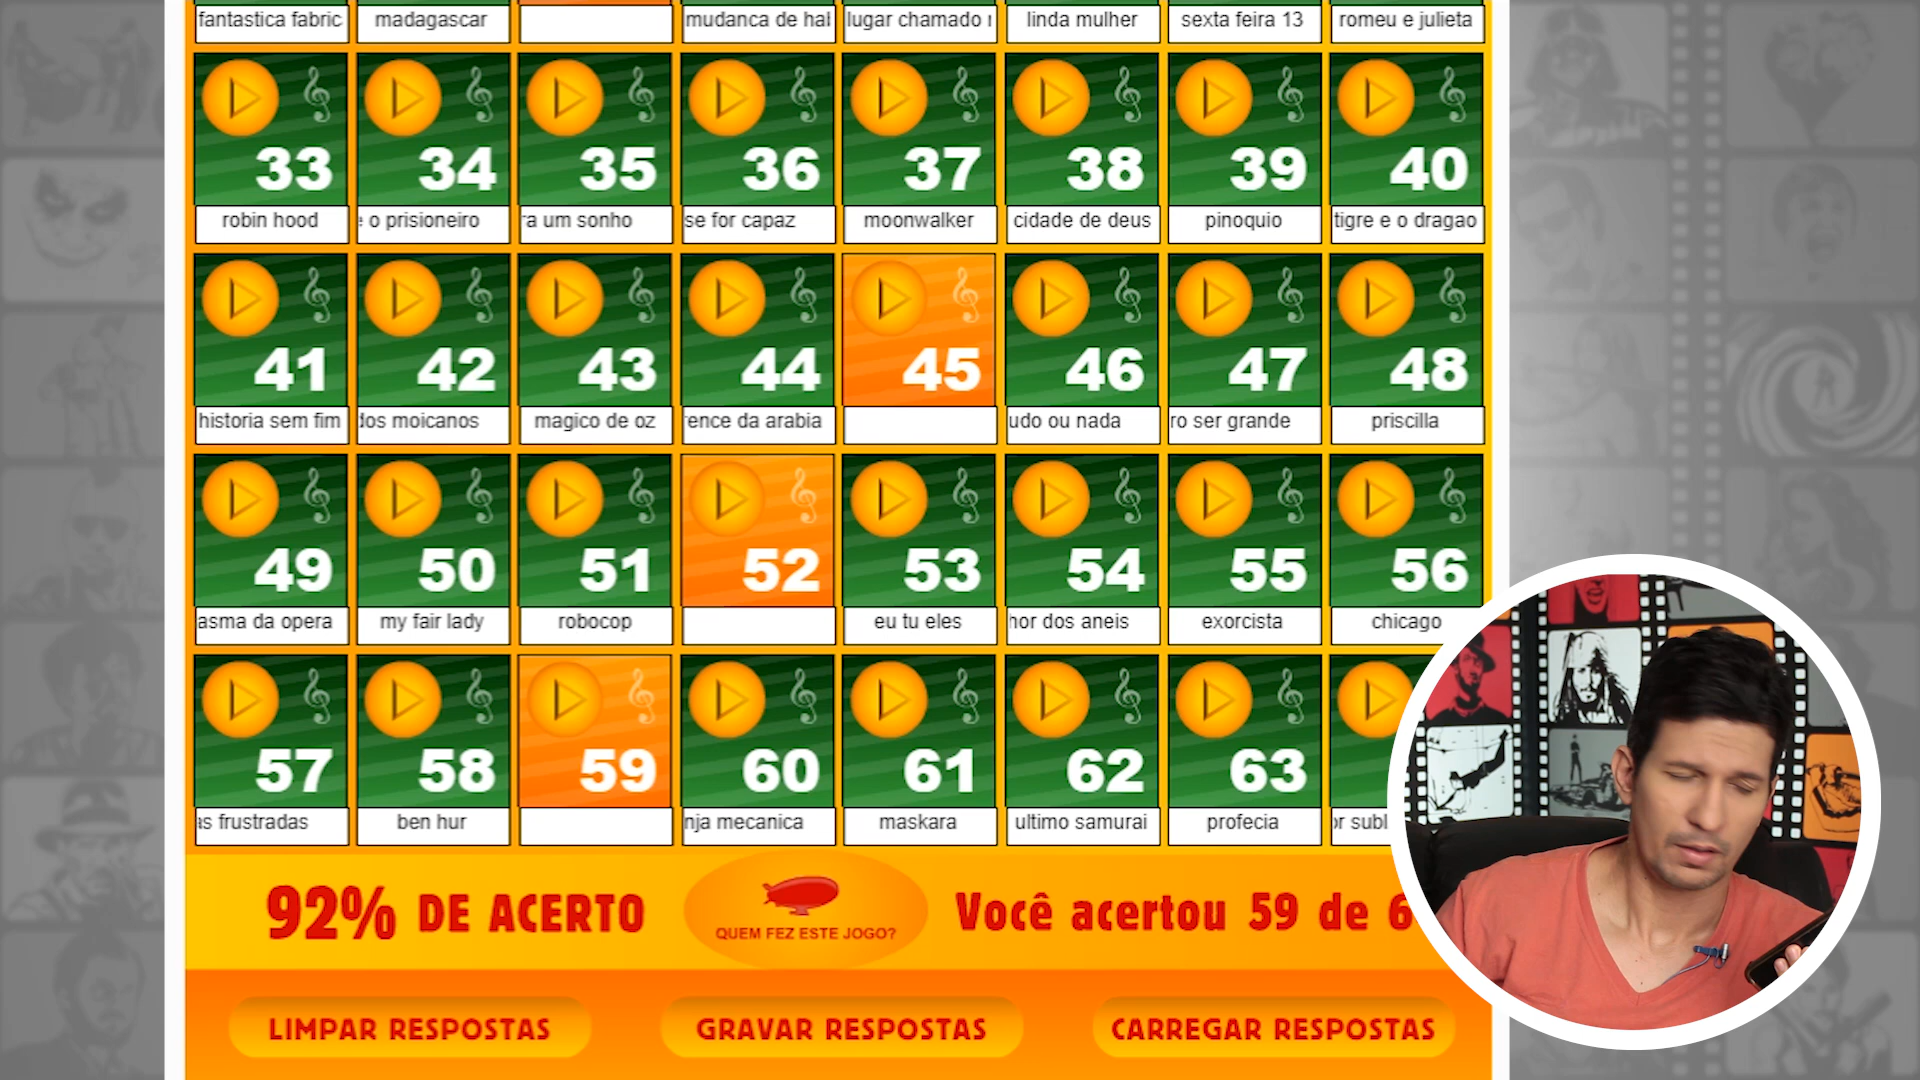 fantastica fabric
madagascar
mudanca de hal
lugar chamado
linda mulher
sexta feira 13
romeu e julieta
33 34 35 36 37 38 39 40
robin hood
e o prisioneiro
a um sonho
se for capaz
moonwalker
cidade de deus
pinoquio
tigre e o dragao
41 42 43 44 45 46 47 48
historia sem fim
dos moicanos
magico de oz
rence da arabia
udo ou nada
ro ser grande
priscilla
49 50 51 52 53 54 55 56
asma da opera
my fair lady
robocop
eu tu eles
hor dos aneis
exorcista
chicago
57 58 59 60 61 62 63
as frustradas
ben hur
nja mecanica
maskara
ultimo samurai
profecia
or subl
92% DE ACERTO
QUEM FEZ ESTE JOGO?
Você acertou 59 de 6
LIMPAR RESPOSTAS
GRAVAR RESPOSTAS
CARREGAR RESPOSTAS